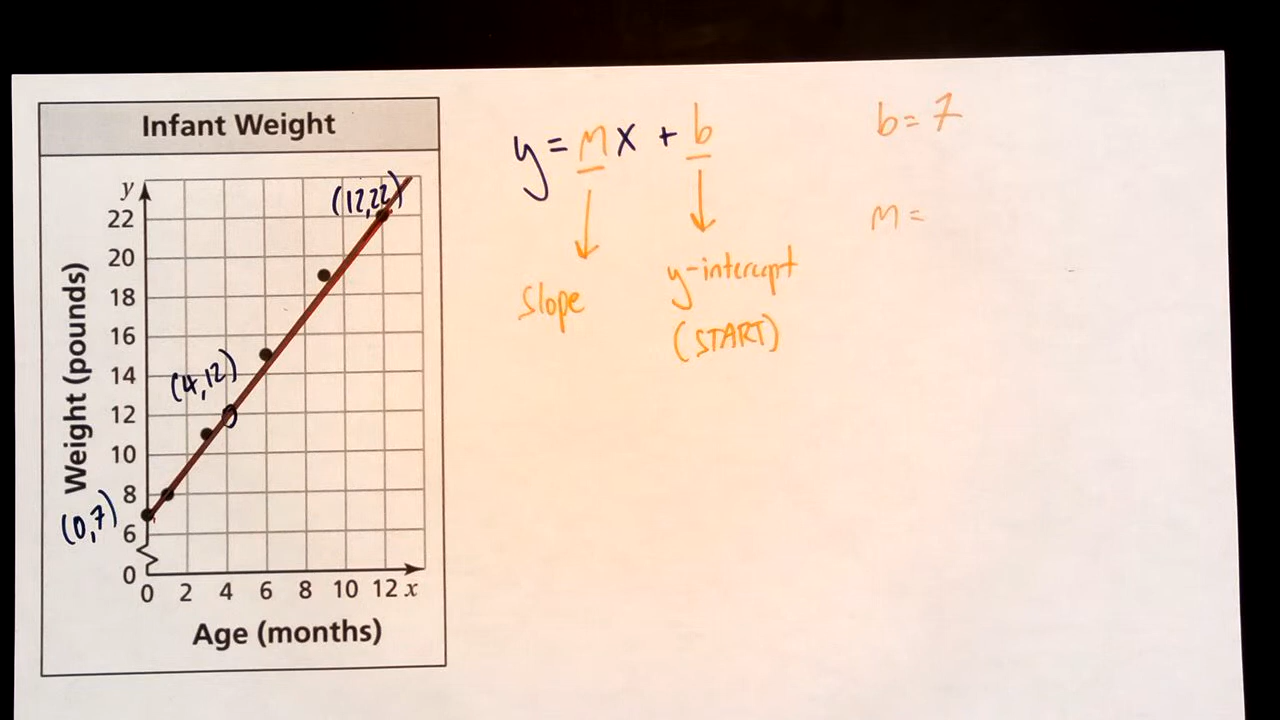 Infant Weight
y
22
20
18
16
14
12
10
8
6
0
Weight (pounds)
0 2 4 6 8 10 12 x
Age (months)
(12,22)
(4,12)
(0,7)
y = mx + b
slope
y-intercept
(START)
b = 7
m =